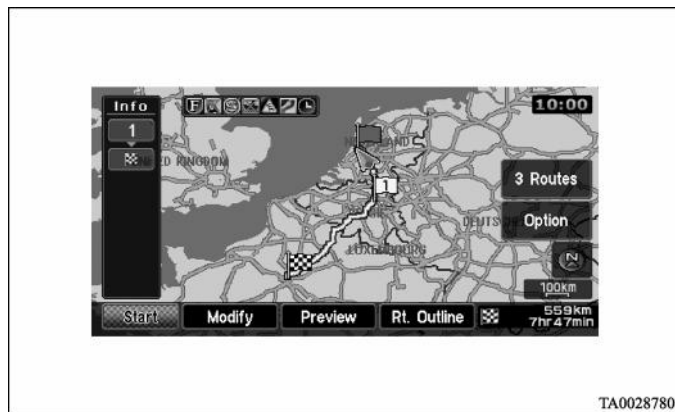 Info
F S
10:00
1
NEDERLAND
UNITED KINGDOM
3 Routes
1
Option
LUXEMBOURG
Z
100km
Start
Modify
Preview
Rt. Outline
559km
7hr47min
TA0028780